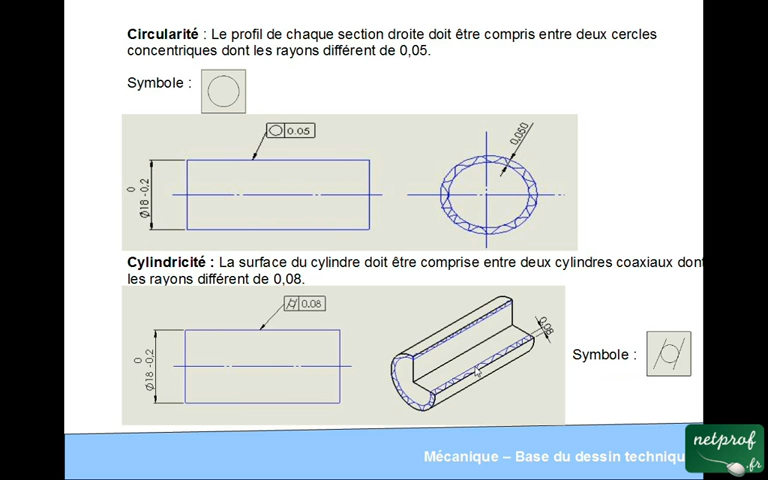 Circularité : Le profil de chaque section droite doit être compris entre deux cercles
concentriques dont les rayons différent de 0,05.
Symbole :
0.05
0,050
0
Ø18 -0,2
Cylindricité : La surface du cylindre doit être comprise entre deux cylindres coaxiaux dont
les rayons différent de 0,08.
0.08
0,08
0
Ø18 -0,2
Symbole :
Mécanique – Base du dessin techniqu
netprof
.fr